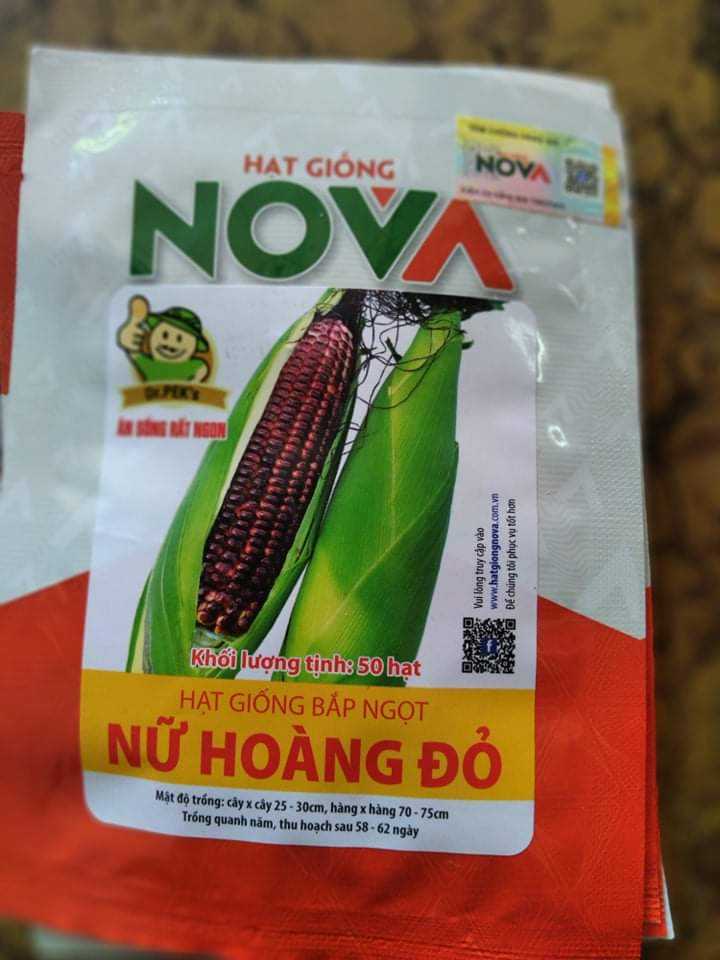 HẠT GIỐNG
NOVA
NOVA
Dr.PEK's
ĂN SỐNG RẤT NGON
Vui lòng truy cập vào
www.hatgiongnova.com.vn
Để chúng tôi phục vụ tốt hơn
Khối lượng tịnh: 50 hạt
HẠT GIỐNG BẮP NGỌT
NỮ HOÀNG ĐỎ
Mật độ trồng: cây x cây 25 - 30cm, hàng x hàng 70 - 75cm
Trồng quanh năm, thu hoạch sau 58 - 62 ngày